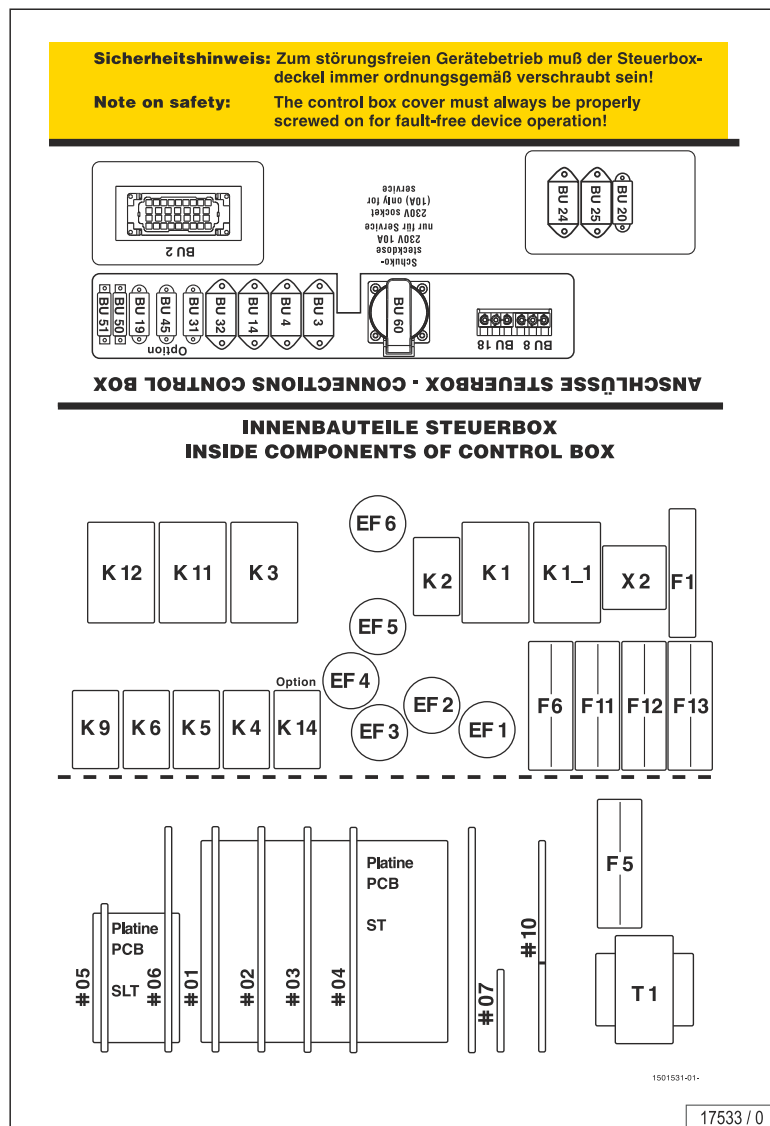 Sicherheitshinweis: Zum störungsfreien Gerätebetrieb muß der Steuerbox-
deckel immer ordnungsgemäß verschraubt sein!
Note on safety: The control box cover must always be properly
screwed on for fault-free device operation!
BU 2
Schuko-
steckdose
230V 10A
nur für Service
230V socket
(10A) only for
service
BU 24
BU 25
BU 20
BU 51
BU 50
BU 19
BU 45
BU 31
BU 32
BU 14
BU 4
BU 3
BU 60
BU 8
BU 18
Option
ANSCHLÜSSE STEUERBOX - CONNECTIONS CONTROL BOX
INNENBAUTEILE STEUERBOX
INSIDE COMPONENTS OF CONTROL BOX
K 12
K 11
K 3
EF 6
K 2
K 1
K 1_1
X 2
F 1
EF 5
Option
EF 4
K 9
K 6
K 5
K 4
K 14
EF 3
EF 2
EF 1
F6
F11
F12
F13
Platine
PCB
SLT
#05
#06
#01
#02
#03
#04
Platine
PCB
ST
#07
#10
F 5
T 1
1501531-01-
17533 / 0